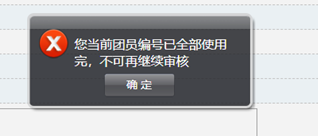 您当前团员编号已全部使用
完，不可再继续审核
确 定